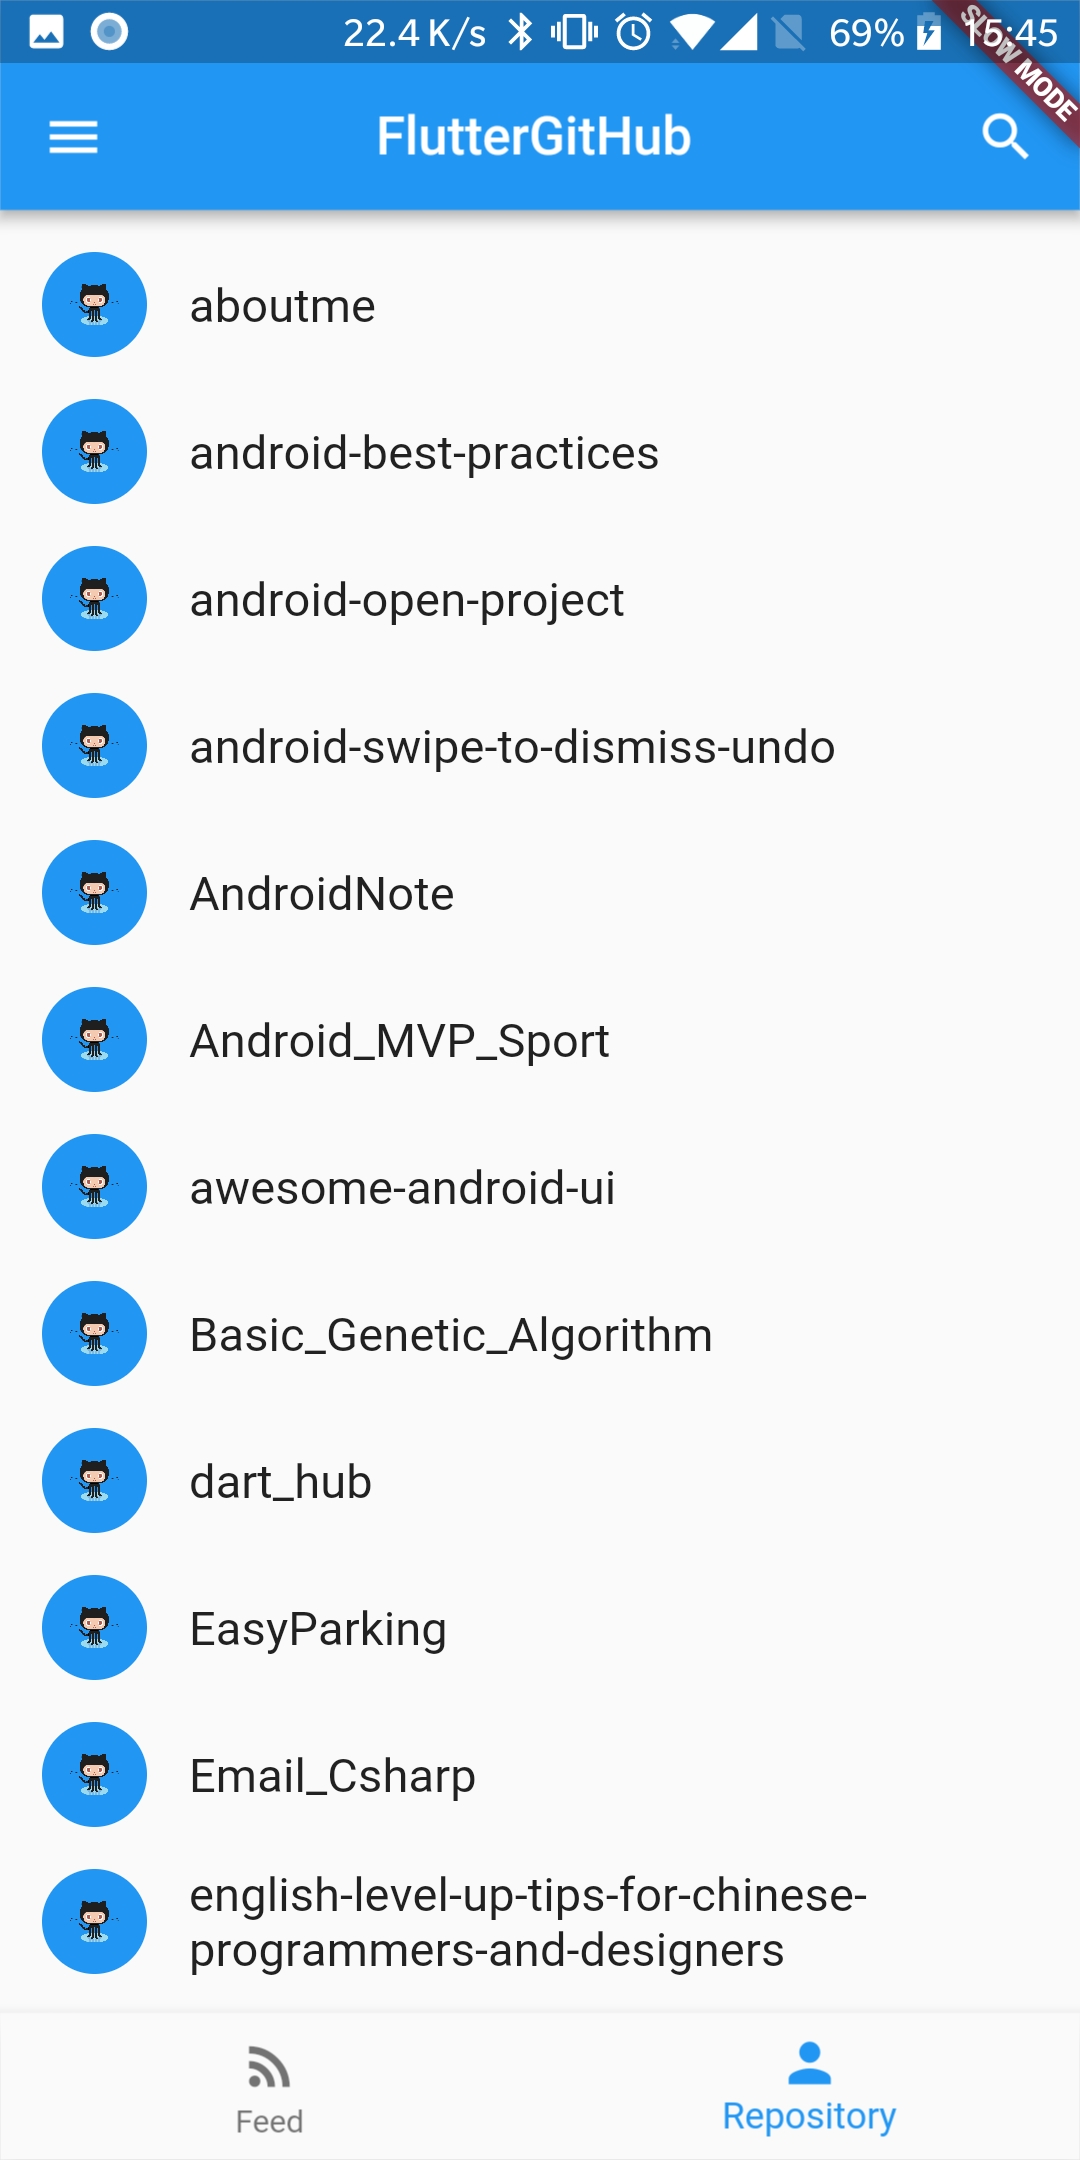 22.4 K/s 69% 15:45
SLOW MODE
FlutterGitHub
aboutme
android-best-practices
android-open-project
android-swipe-to-dismiss-undo
AndroidNote
Android_MVP_Sport
awesome-android-ui
Basic_Genetic_Algorithm
dart_hub
EasyParking
Email_Csharp
english-level-up-tips-for-chinese-
programmers-and-designers
Feed
Repository